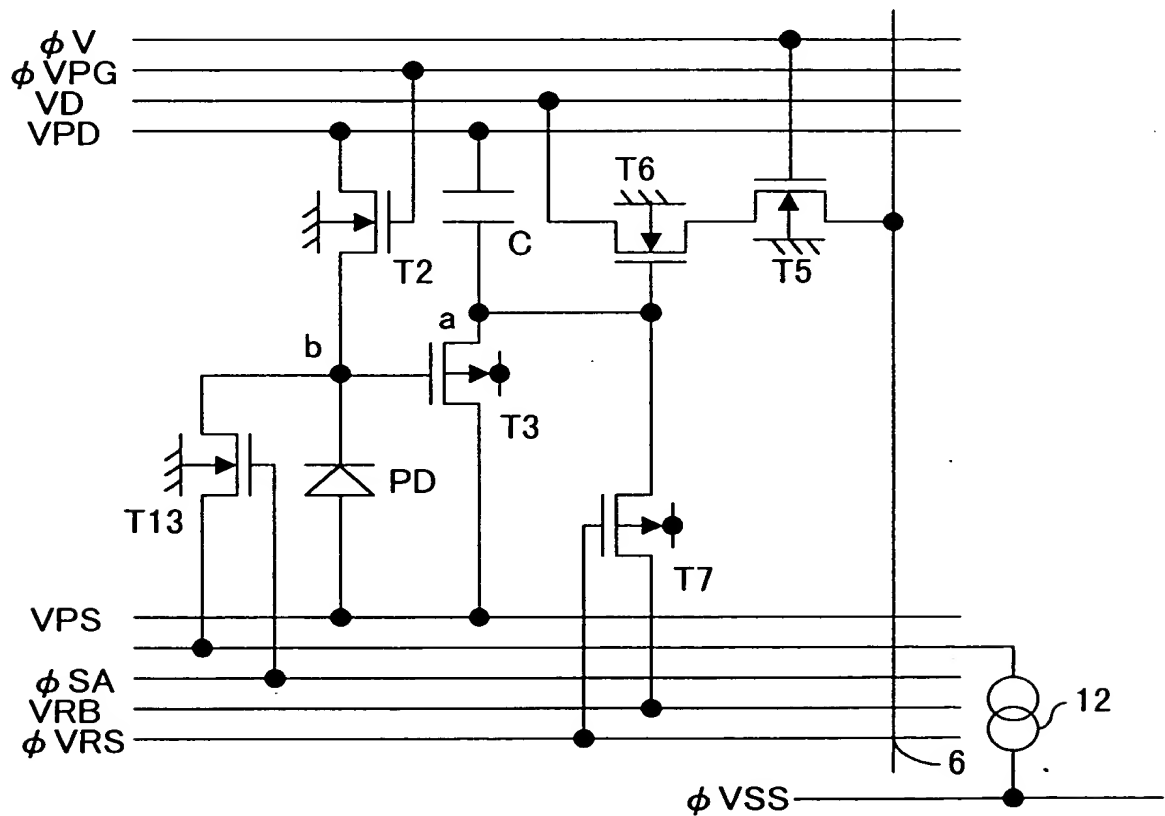 φV
φVPG
VD
VPD
T6
C
T2
T5
a
b
T3
PD
T13
T7
VPS
φSA
VRB
φVRS
12
6
φVSS